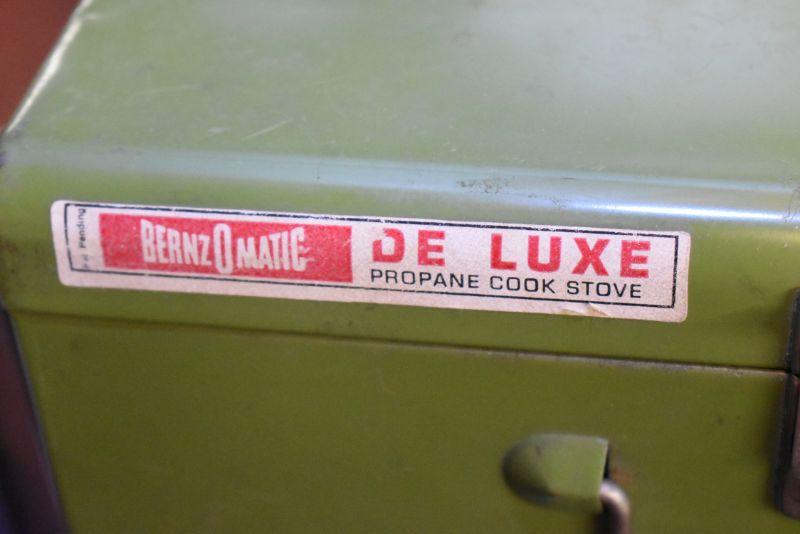 Pat Pending
BERNZOMATIC
DE LUXE
PROPANE COOK STOVE